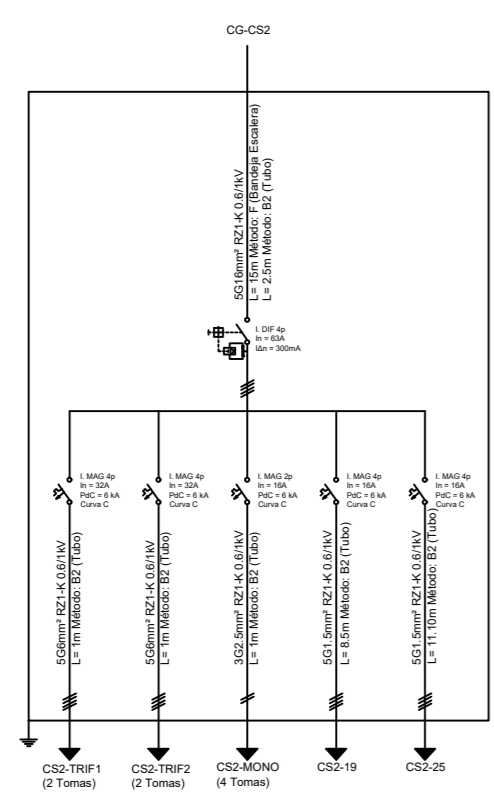 CG-CS2
5G16mm² RZ1-K 0.6/1kV
L= 15m Método: F (Bandeja Escalera)
L= 2.5m Método: B2 (Tubo)
I. DIF 4p
In = 63A
IΔn = 300mA
I. MAG 4p
In = 32A
PdC = 6 kA
Curva C
I. MAG 4p
In = 32A
PdC = 6 kA
Curva C
I. MAG 2p
In = 16A
PdC = 6 kA
Curva C
I. MAG 4p
In = 16A
PdC = 6 kA
Curva C
I. MAG 4p
In = 16A
PdC = 6 kA
Curva C
5G6mm² RZ1-K 0.6/1kV
L= 1m Método: B2 (Tubo)
5G6mm² RZ1-K 0.6/1kV
L= 1m Método: B2 (Tubo)
3G2.5mm² RZ1-K 0.6/1kV
L= 1m Método: B2 (Tubo)
5G1.5mm² RZ1-K 0.6/1kV
L= 8.5m Método: B2 (Tubo)
5G1.5mm² RZ1-K 0.6/1kV
L= 11.10m Método: B2 (Tubo)
CS2-TRIF1
(2 Tomas)
CS2-TRIF2
(2 Tomas)
CS2-MONO
(4 Tomas)
CS2-19
CS2-25